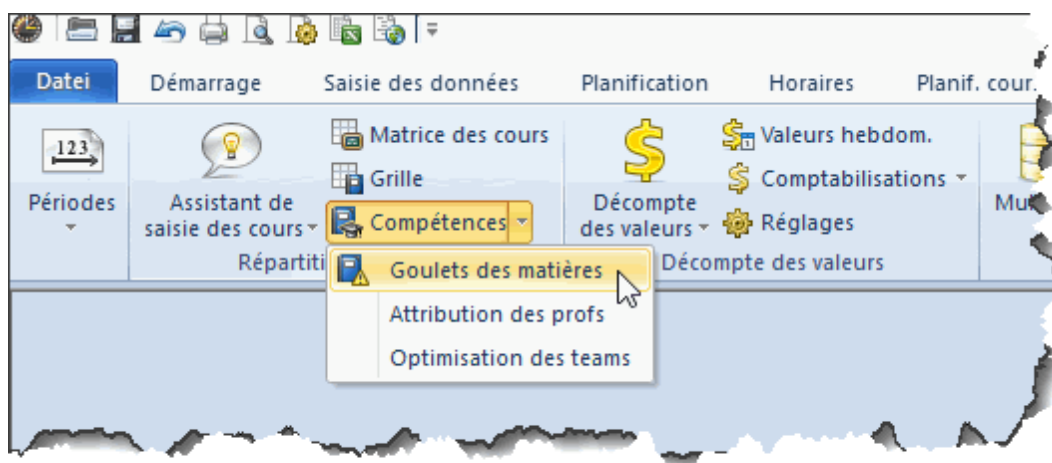 Datei Démarrage Saisie des données Planification Horaires Planif. cour.
123
Périodes
Assistant de
saisie des cours
Matrice des cours
Grille
Compétences
Décompte
des valeurs
Valeurs hebdom.
Comptabilisations
Réglages
Décompte des valeurs
Goulets des matières
Attribution des profs
Optimisation des teams